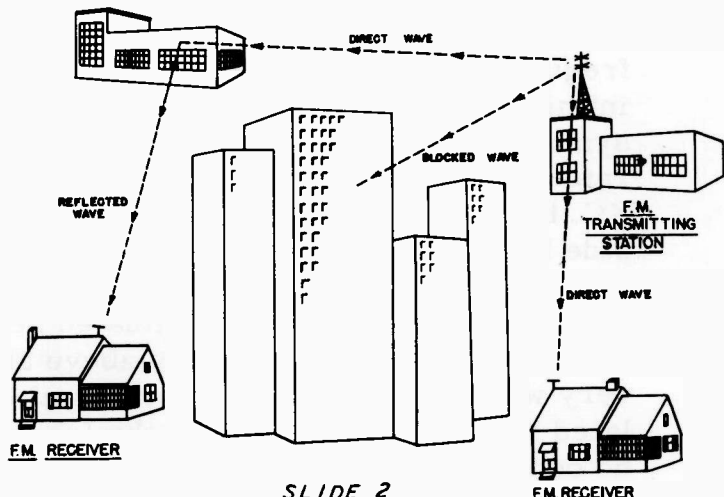 DIRECT WAVE
BLOCKED WAVE
REFLECTED
WAVE
F.M.
TRANSMITTING
STATION
DIRECT WAVE
F.M. RECEIVER
F.M. RECEIVER
SLIDE 2